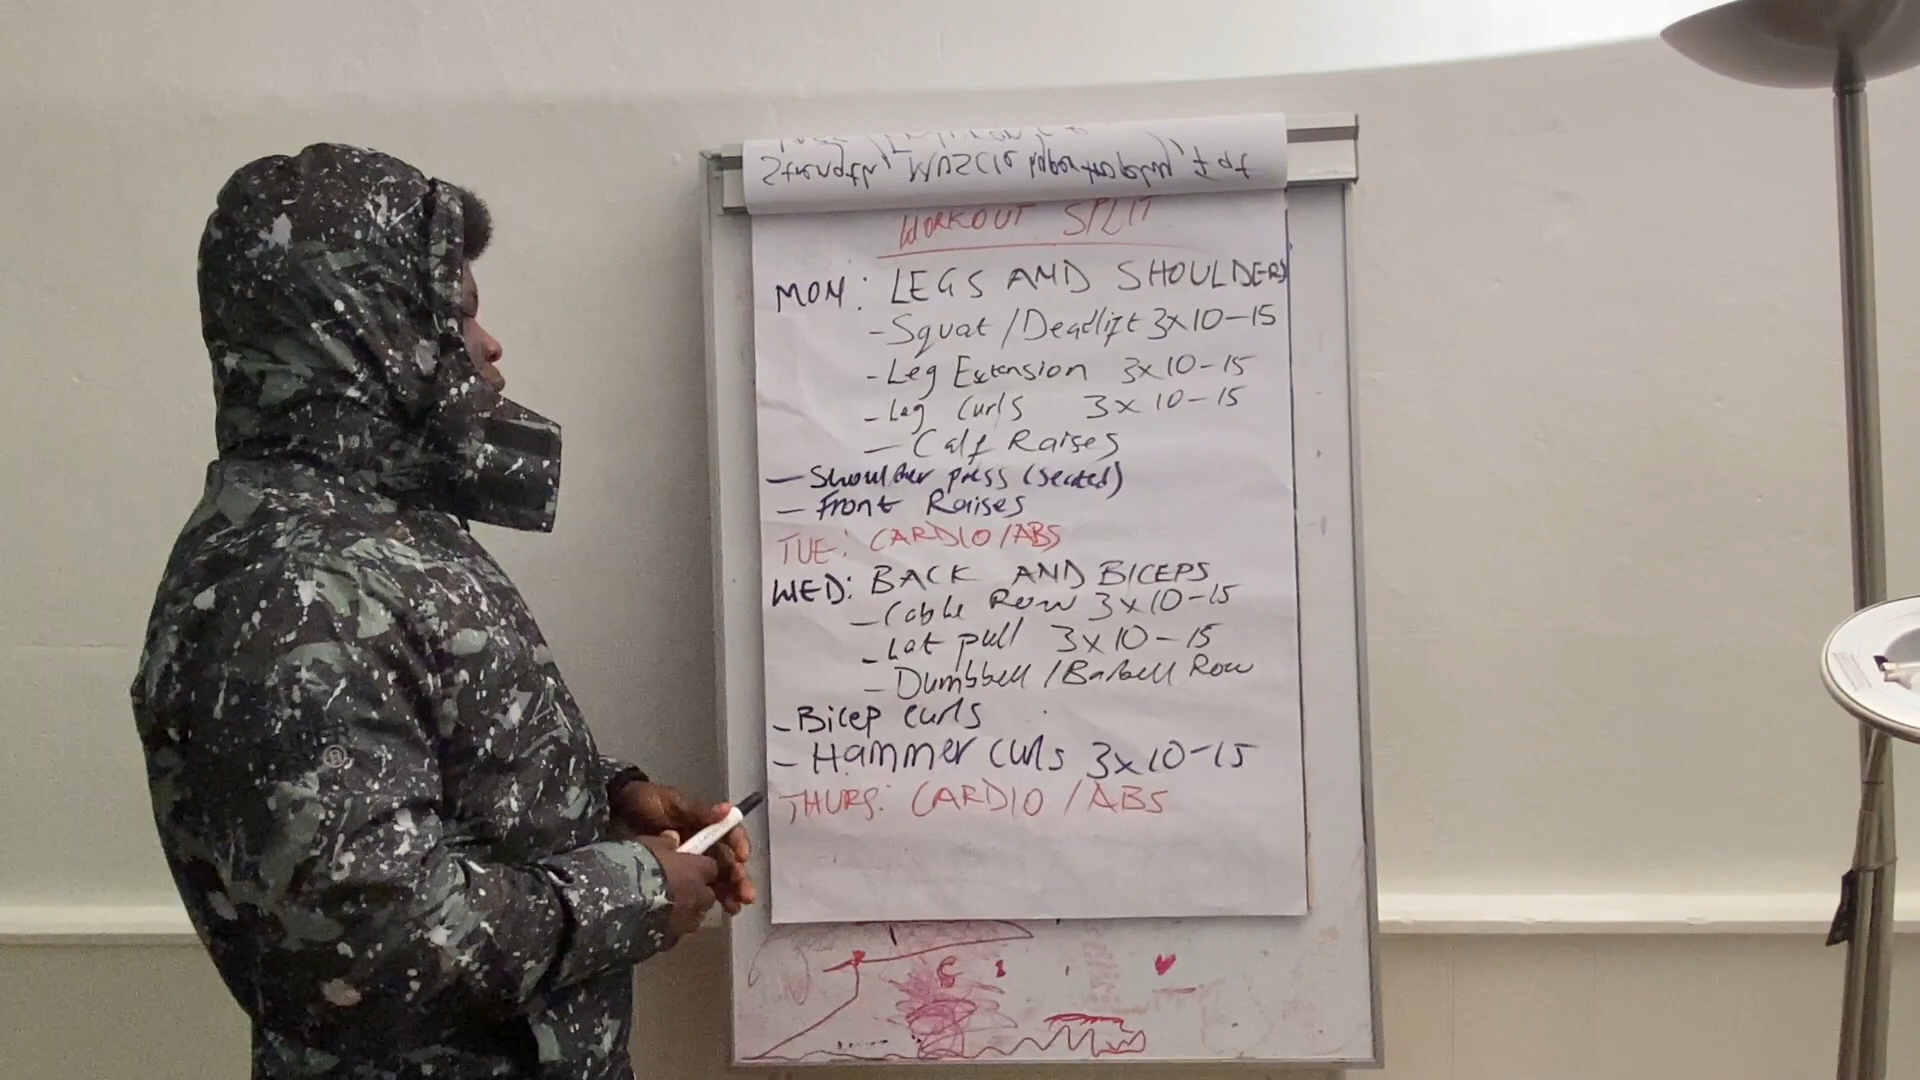 WORKOUT SPLIT
MON: LEGS AND SHOULDERS
- Squat / Deadlift 3x10-15
- Leg Extension 3x10-15
- Leg Curls 3x10-15
- Calf Raises
- Shoulder press (seated)
- Front Raises
TUE: CARDIO/ABS
WED: BACK AND BICEPS
- Cable Row 3x10-15
- Lat pull 3x10-15
- Dumbbell / Barbell Row
- Bicep curls
- Hammer curls 3x10-15
THURS: CARDIO / ABS